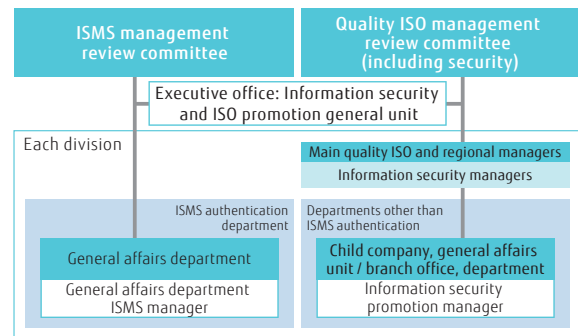 ISMS management
review committee
Quality ISO management
review committee
(including security)
Executive office: Information security
and ISO promotion general unit
Each division
Main quality ISO and regional managers
Information security managers
ISMS authentication
department
General affairs department
General affairs department
ISMS manager
Departments other than
ISMS authentication
Child company, general affairs
unit / branch office, department
Information security
promotion manager